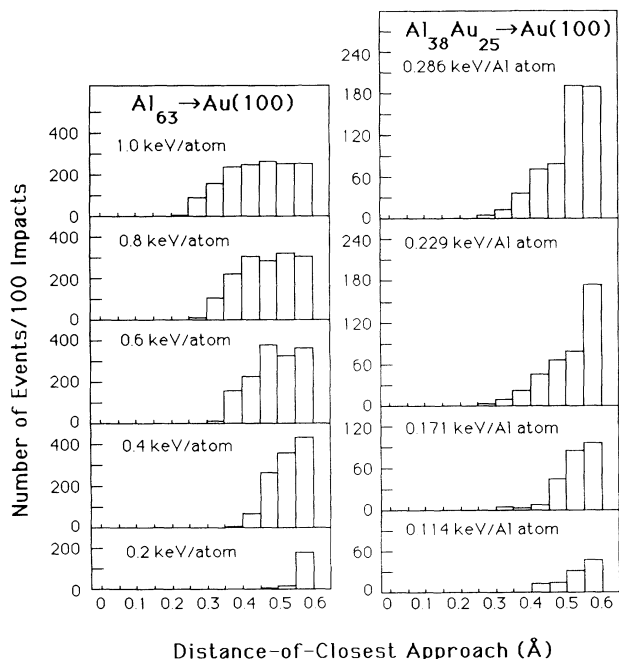 Number of Events/100 Impacts
Al63→Au(100)
1.0 keV/atom
400
200
0
0.8 keV/atom
400
200
0
0.6 keV/atom
400
200
0
0.4 keV/atom
400
200
0
0.2 keV/atom
200
0
0 0.1 0.2 0.3 0.4 0.5 0.6
Al38Au25→Au(100)
0.286 keV/Al atom
240
180
120
60
0
0.229 keV/Al atom
240
180
120
60
0
0.171 keV/Al atom
120
60
0
0.114 keV/Al atom
60
0
0 0.1 0.2 0.3 0.4 0.5 0.6
Distance-of-Closest Approach (Å)